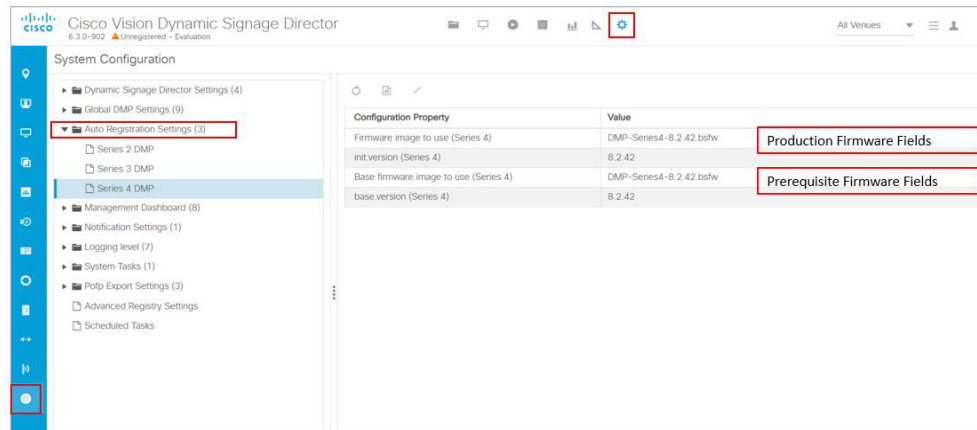 CISCO
Cisco Vision Dynamic Signage Director
6.3.0-902 Unregistered - Evaluation
All Venues
System Configuration
Dynamic Signage Director Settings (4)
Global DMP Settings (9)
Auto Registration Settings (3)
Series 2 DMP
Series 3 DMP
Series 4 DMP
Management Dashboard (8)
Notification Settings (1)
Logging level (7)
System Tasks (1)
Pofp Export Settings (3)
Advanced Registry Settings
Scheduled Tasks
Configuration Property Value
Firmware image to use (Series 4) DMP-Series4-8.2.42.bsfw
Production Firmware Fields
init.version (Series 4) 8.2.42
Base firmware image to use (Series 4) DMP-Series4-8.2.42.bsfw
Prerequisite Firmware Fields
base.version (Series 4) 8.2.42